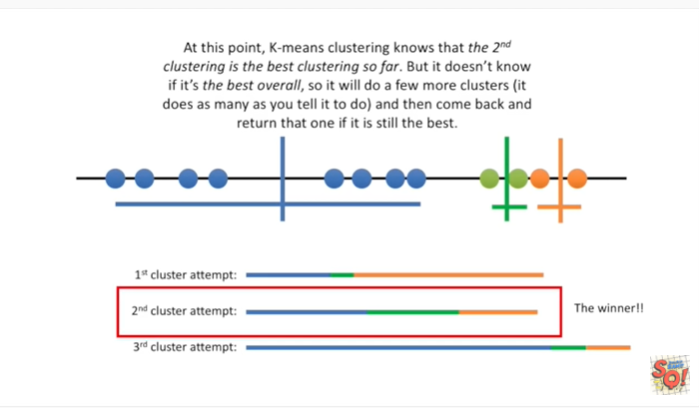 At this point, K-means clustering knows that the 2nd
clustering is the best clustering so far. But it doesn't know
if it's the best overall, so it will do a few more clusters (it
does as many as you tell it to do) and then come back and
return that one if it is still the best.
1st cluster attempt:
2nd cluster attempt:
The winner!!
3rd cluster attempt:
SQ!